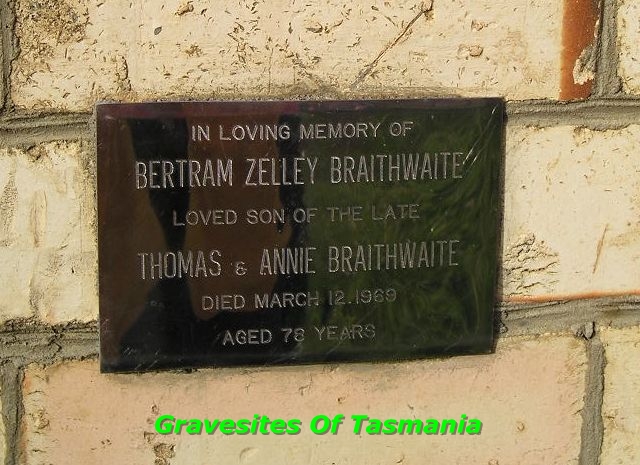 IN LOVING MEMORY OF
BERTRAM ZELLEY BRAITHWAITE
LOVED SON OF THE LATE
THOMAS & ANNIE BRAITHWAITE
DIED MARCH 12.1969
AGED 78 YEARS
Gravesites Of Tasmania